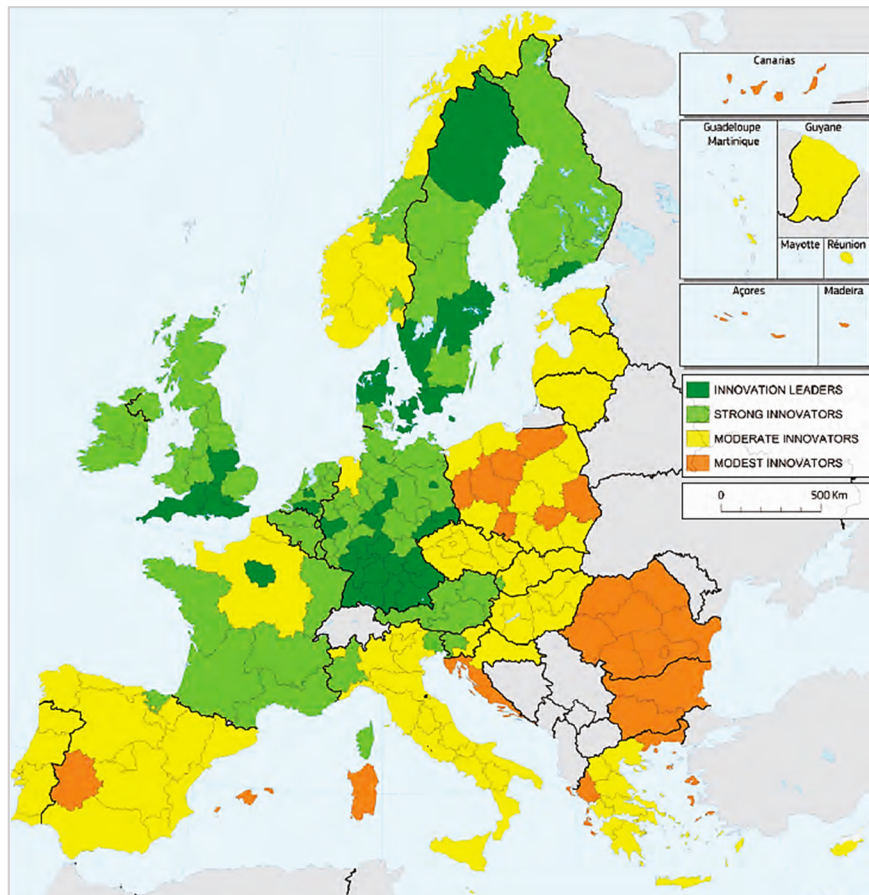 Canarias
Guadeloupe
Martinique
Guyane
Mayotte
Réunion
Açores
Madeira
INNOVATION LEADERS
STRONG INNOVATORS
MODERATE INNOVATORS
MODEST INNOVATORS
0 500 Km